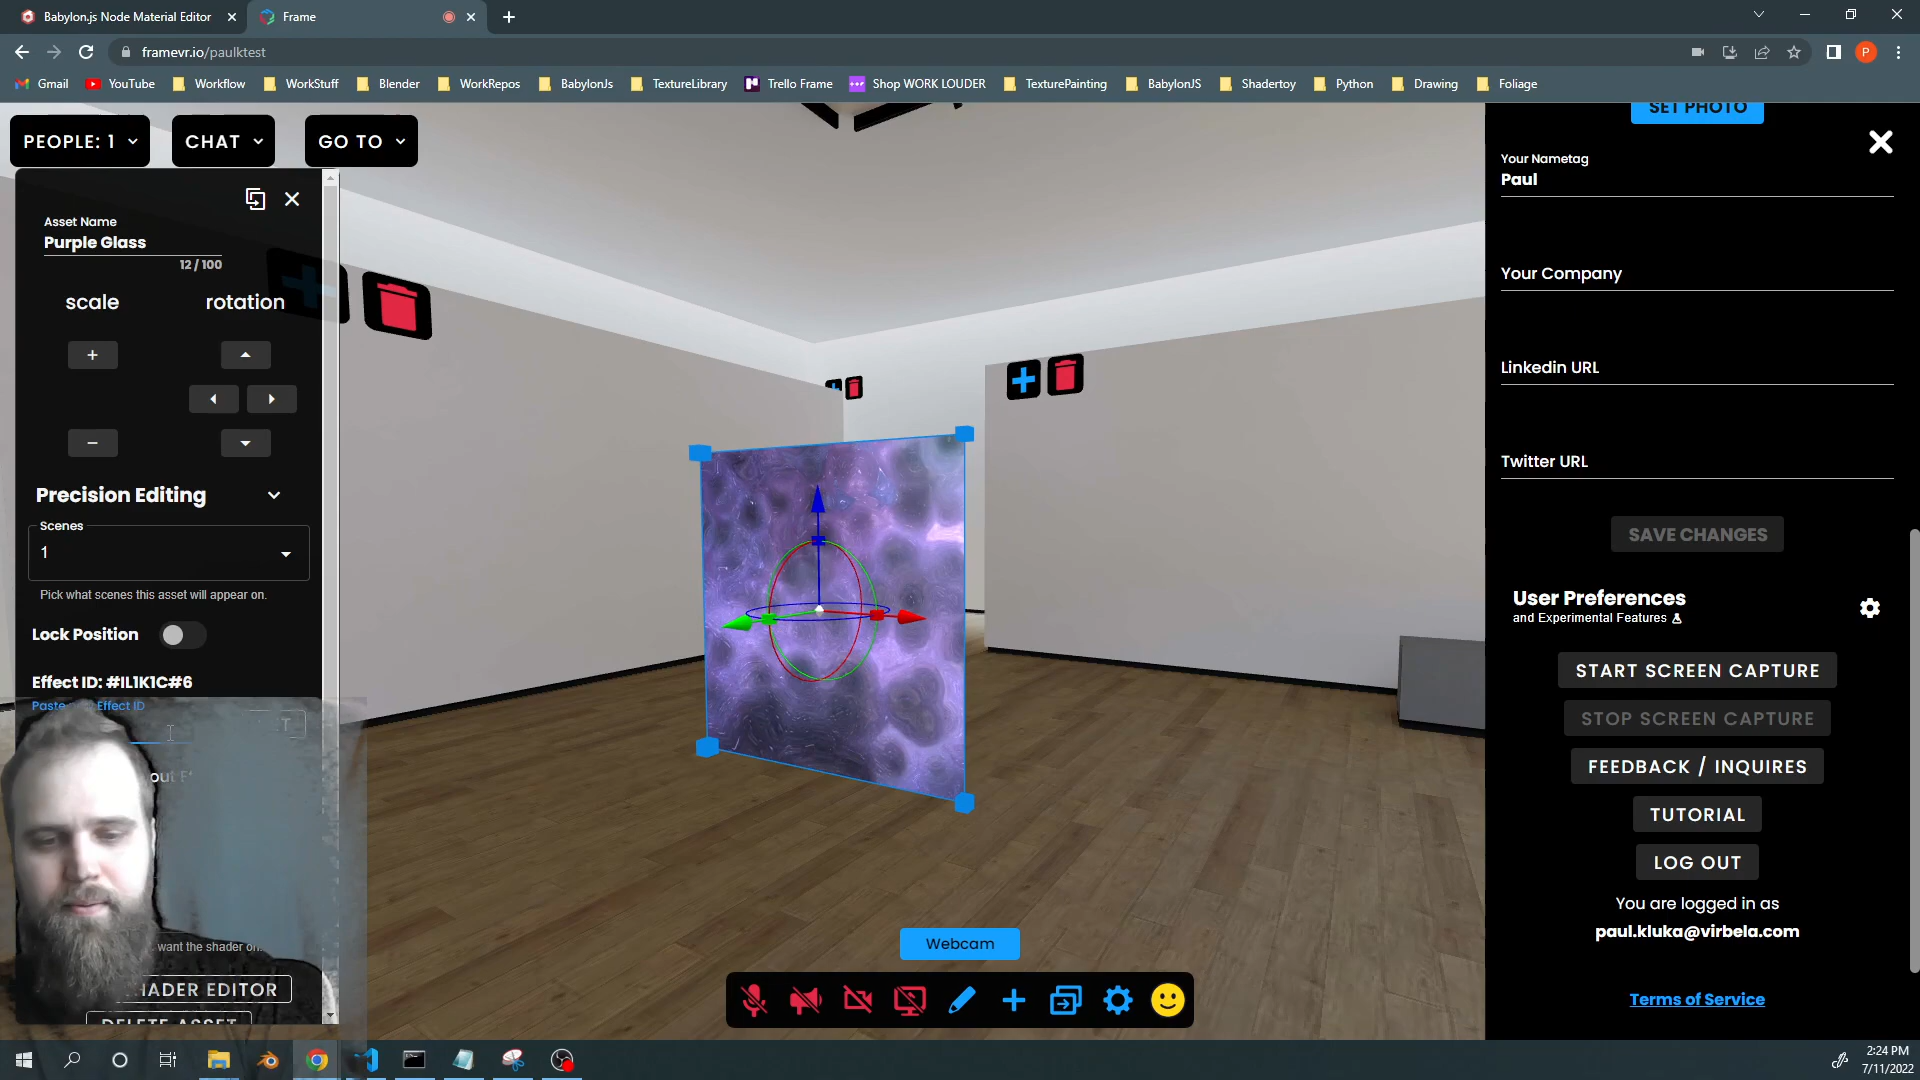 Babylon.js Node Material Editor
Frame
framevr.io/paulktest
Gmail
YouTube
Workflow
WorkStuff
Blender
WorkRepos
BabylonJs
TextureLibrary
Trello Frame
Shop WORK LOUDER
TexturePainting
BabylonJS
Shadertoy
Python
Drawing
Foliage
PEOPLE: 1
CHAT
GO TO
Asset Name
Purple Glass
12 / 100
scale
rotation
+
−
Precision Editing
Scenes
1
Pick what scenes this asset will appear on.
Lock Position
Effect ID: #IL1K1C#6
Paste Effect ID
want the shader on.
SHADER EDITOR
DELETE ASSET
Webcam
SET PHOTO
Your Nametag
Paul
Your Company
Linkedin URL
Twitter URL
SAVE CHANGES
User Preferences
and Experimental Features
START SCREEN CAPTURE
STOP SCREEN CAPTURE
FEEDBACK / INQUIRES
TUTORIAL
LOG OUT
You are logged in as
paul.kluka@virbela.com
Terms of Service
P
2:24 PM
7/11/2022